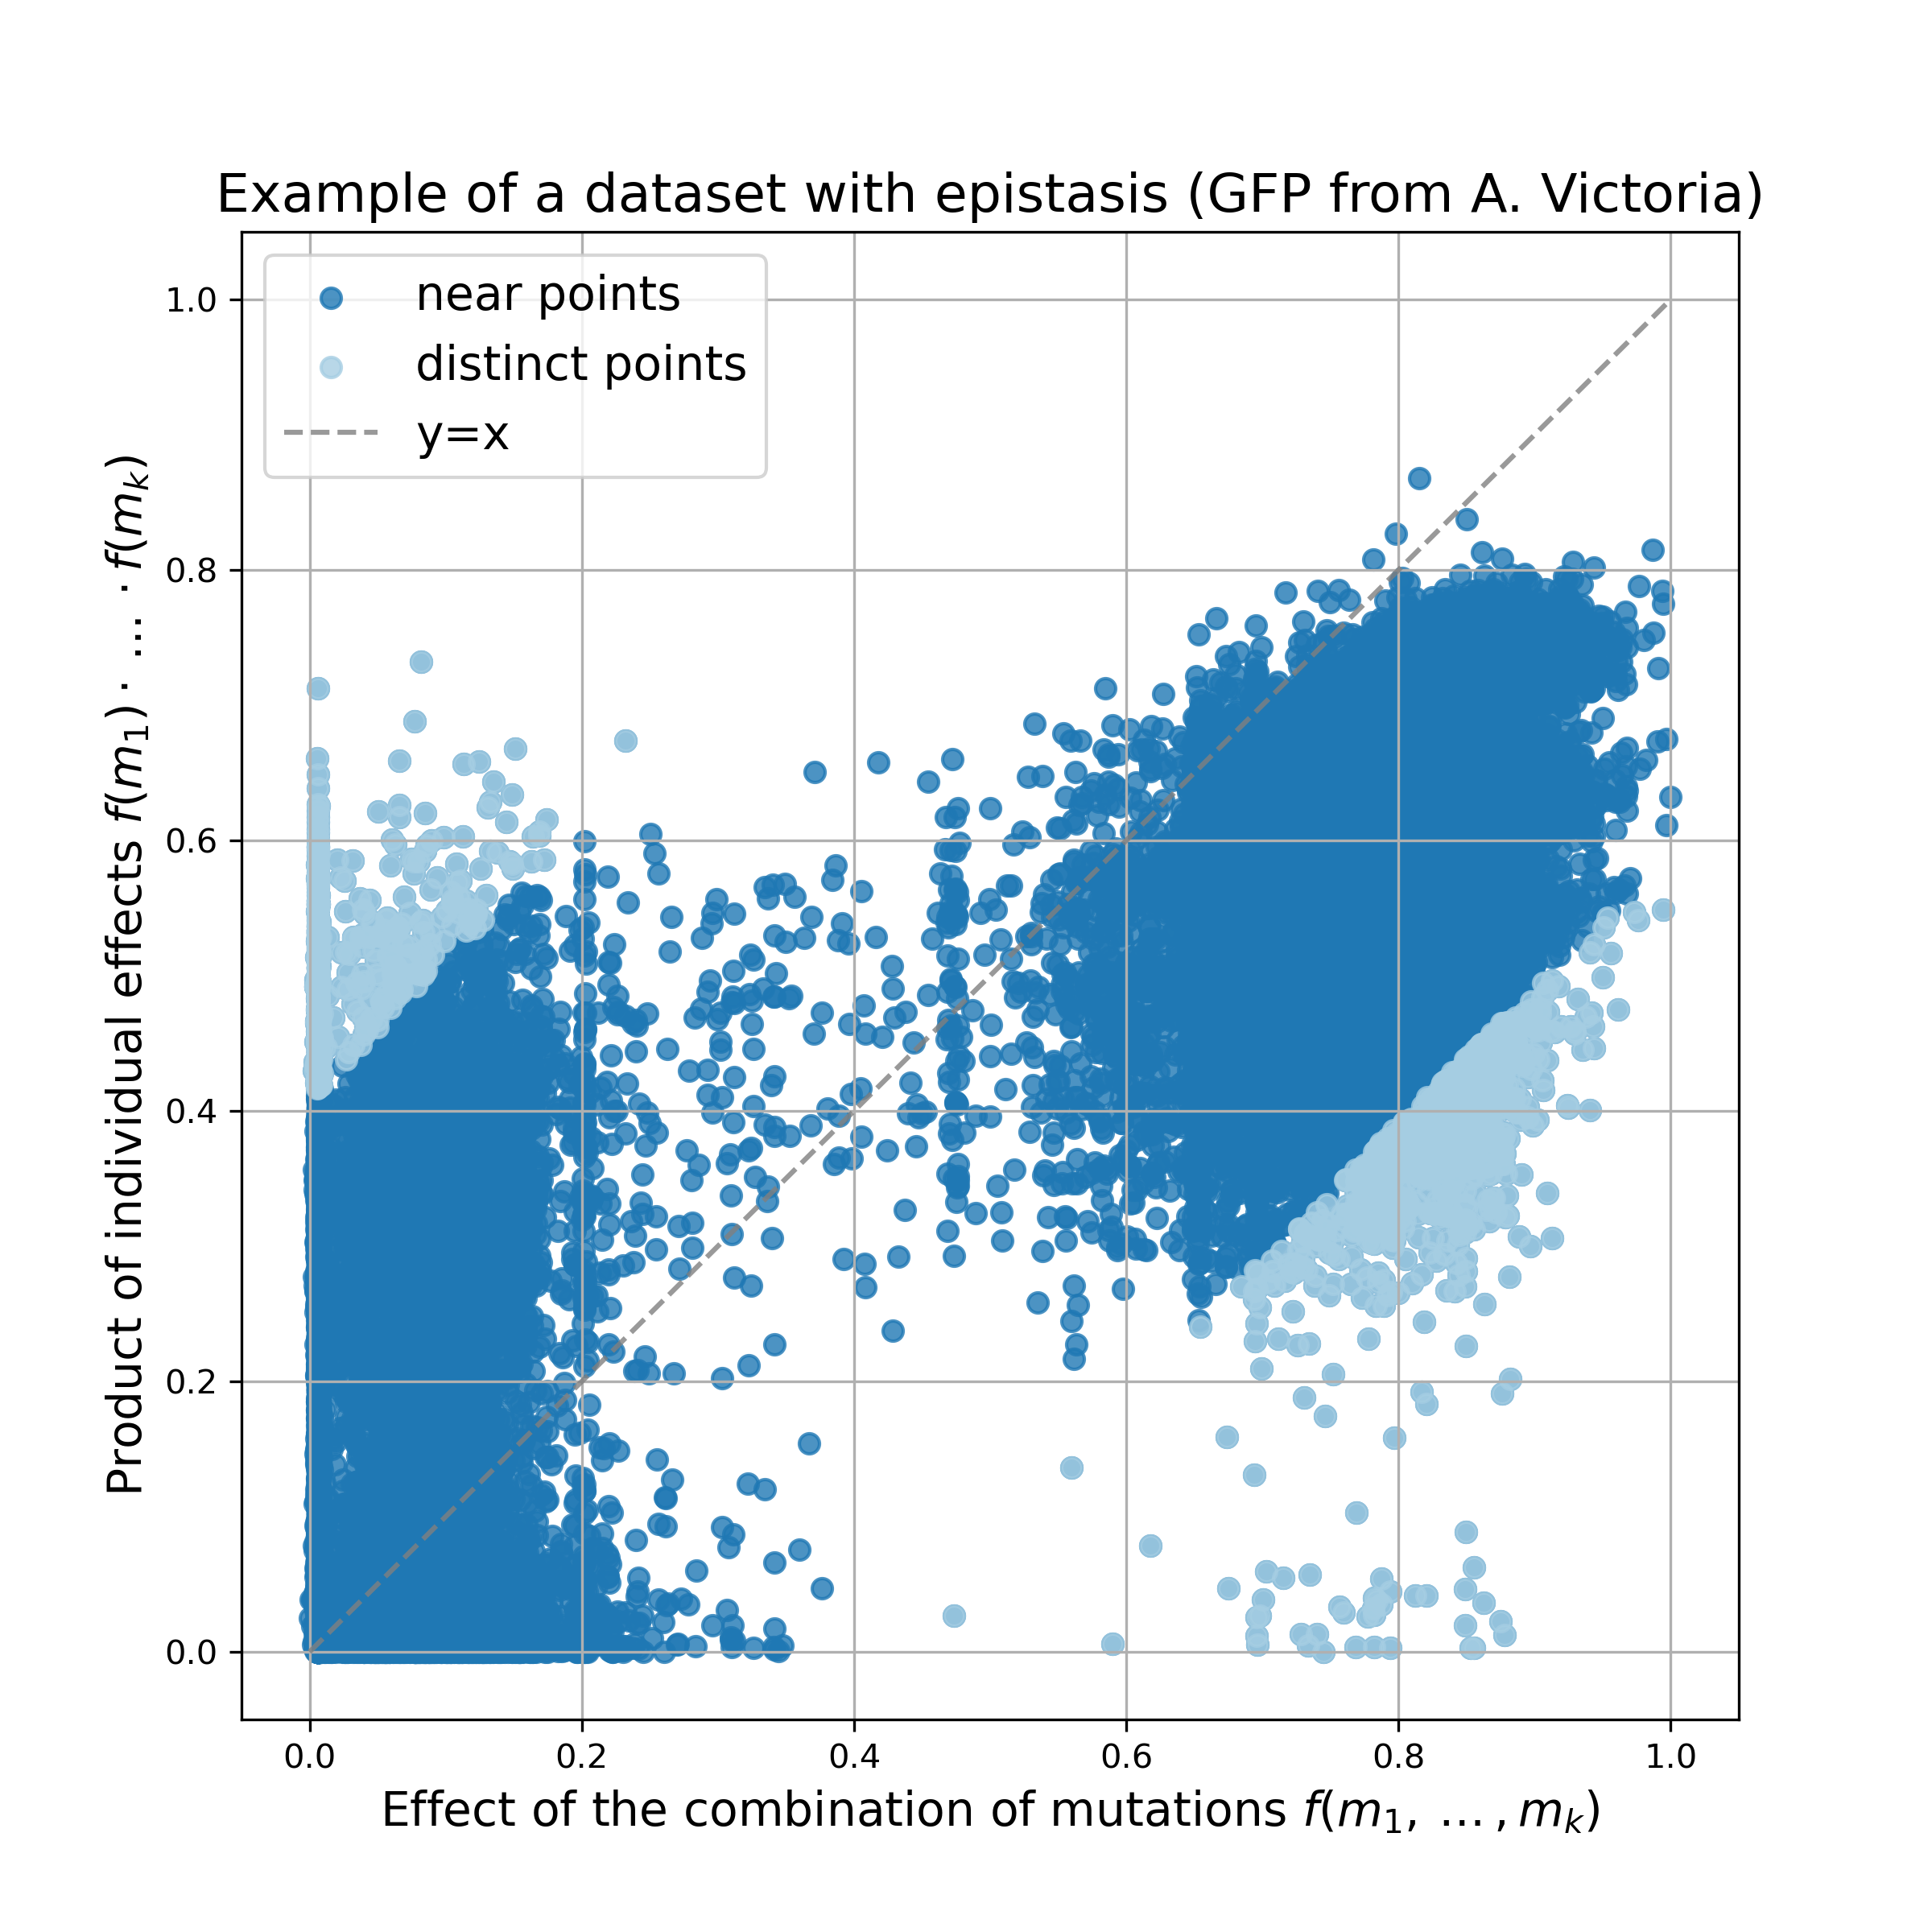 Example of a dataset with epistasis (GFP from A. Victoria)
near points
distinct points
y=x
1.0
0.8
0.6
0.4
0.2
0.0
Product of individual effects f(m₁) · … · f(mₖ)
0.0 0.2 0.4 0.6 0.8 1.0
Effect of the combination of mutations f(m₁, … , mₖ)